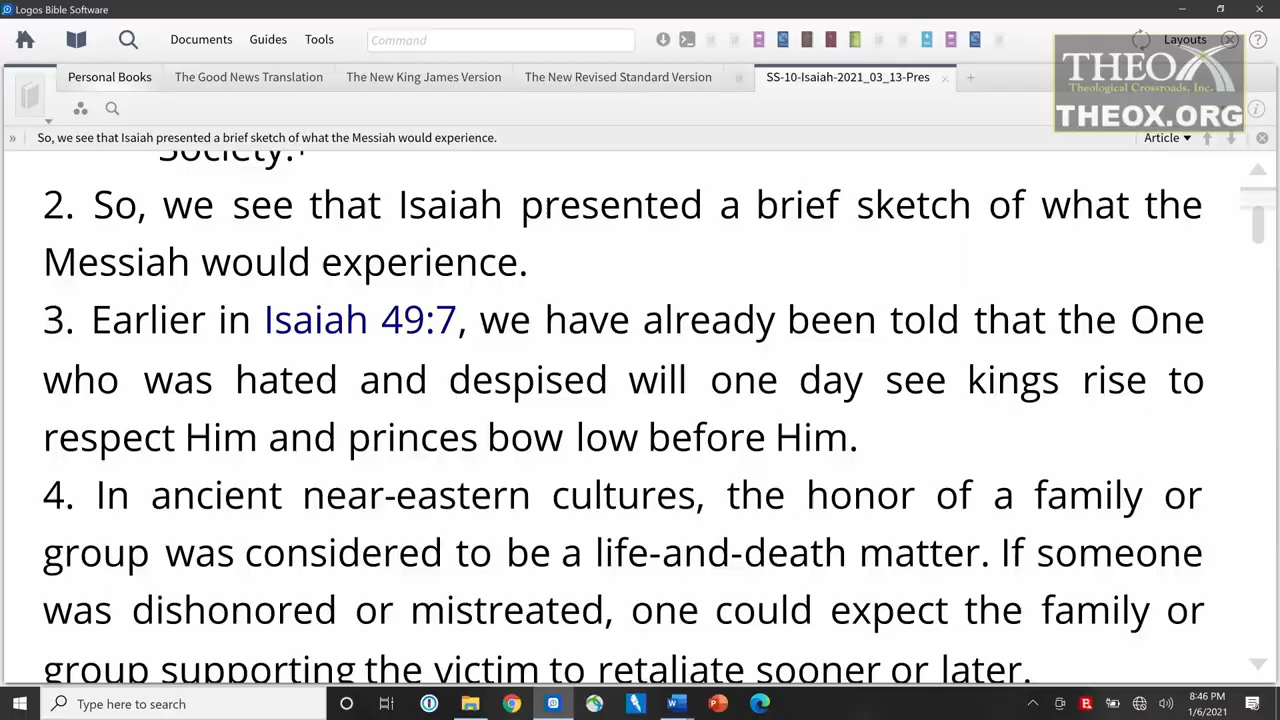 Logos Bible Software
Documents Guides Tools Command Layouts
THEOX
Theological Crossroads, Inc.
THEOX.ORG
Personal Books The Good News Translation The New King James Version The New Revised Standard Version SS-10-Isaiah-2021_03_13-Pres
So, we see that Isaiah presented a brief sketch of what the Messiah would experience. Article
Society.
2. So, we see that Isaiah presented a brief sketch of what the
Messiah would experience.
3. Earlier in Isaiah 49:7, we have already been told that the One
who was hated and despised will one day see kings rise to
respect Him and princes bow low before Him.
4. In ancient near-eastern cultures, the honor of a family or
group was considered to be a life-and-death matter. If someone
was dishonored or mistreated, one could expect the family or
group supporting the victim to retaliate sooner or later.
Type here to search
8:46 PM
1/6/2021